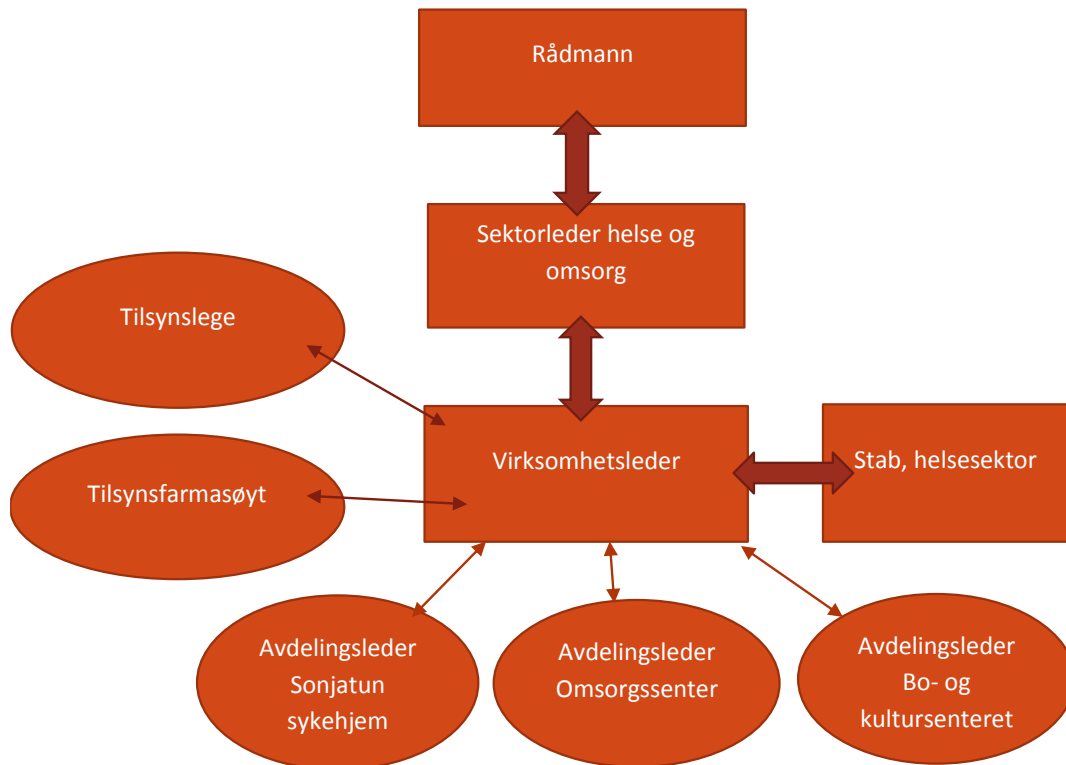 Rådmann
Sektorleder helse og
omsorg
Tilsynslege
Virksomhetsleder
Stab, helsesektor
Tilsynsfarmasøyt
Avdelingsleder
Sonjatun
sykehjem
Avdelingsleder
Omsorgssenter
Avdelingsleder
Bo- og
kultursenteret